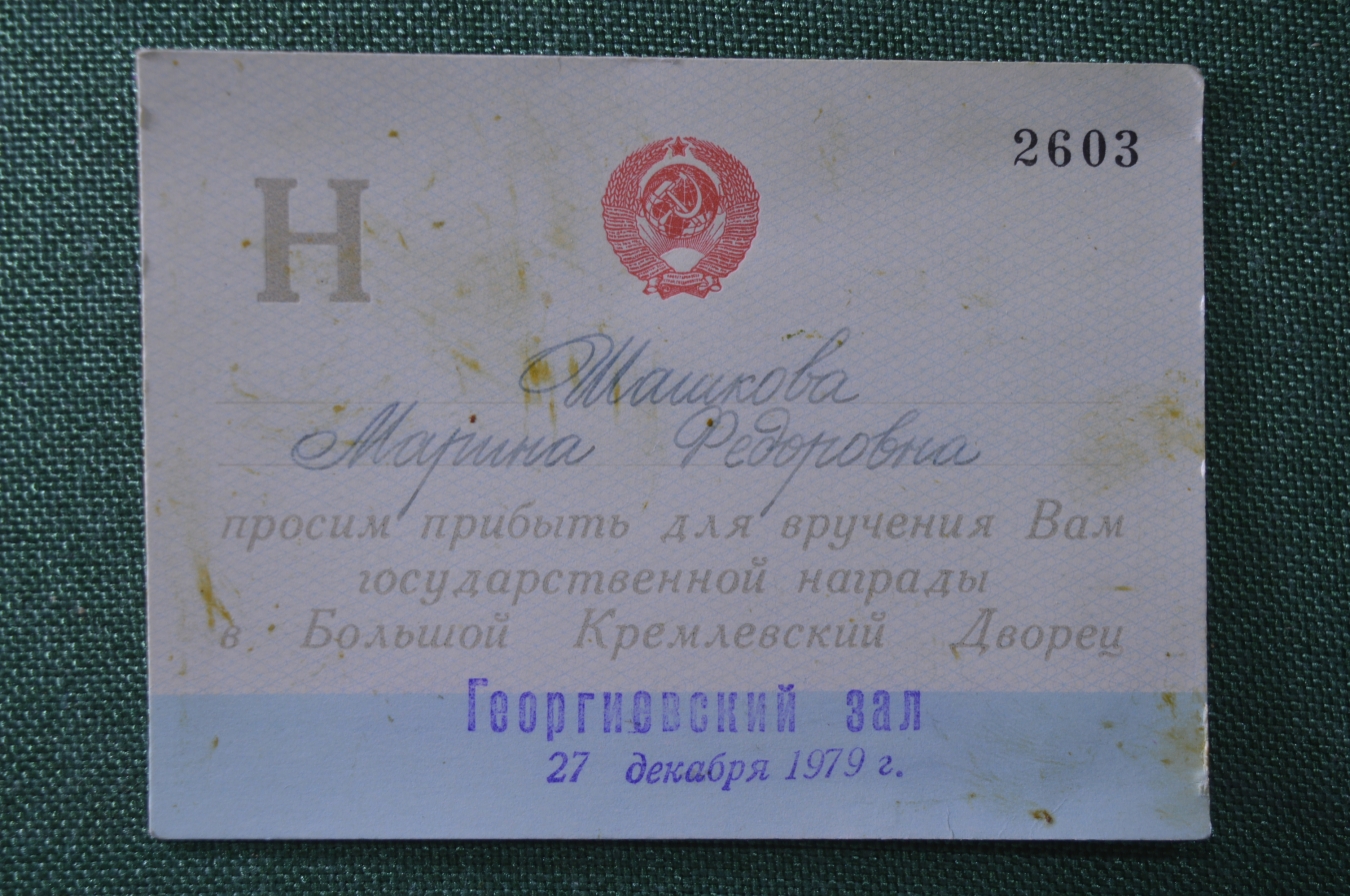 2603
Н
Шашкова
Марина Федоровна
просим прибыть для вручения Вам
государственной награды
в Большой Кремлевский Дворец
Георгиевский зал
27 декабря 1979 г.